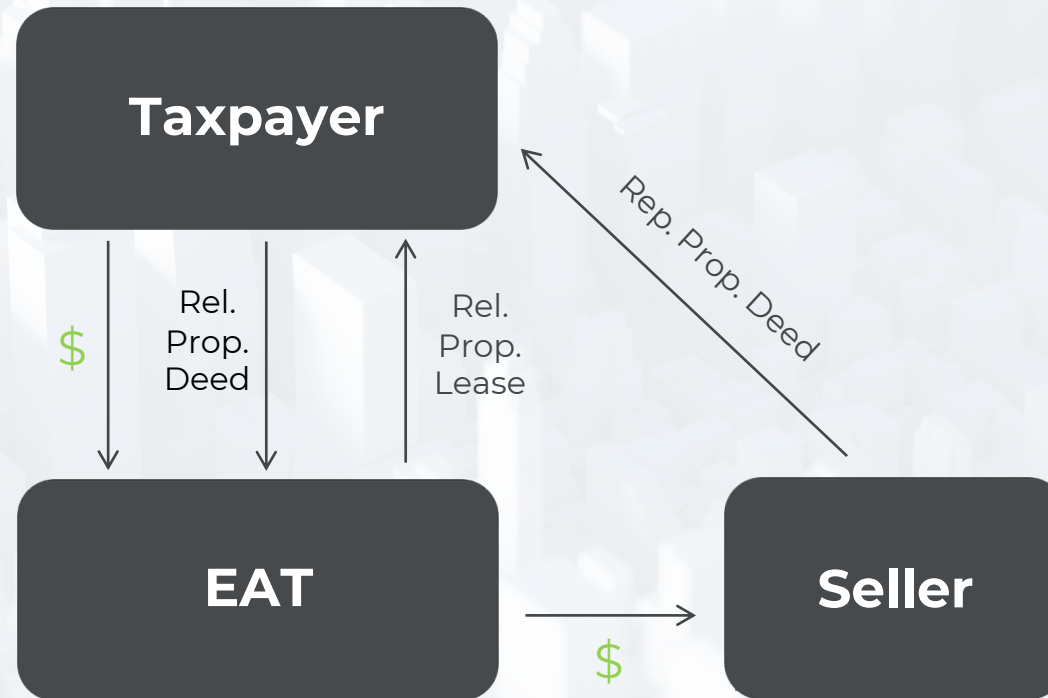 Taxpayer
Rep. Prop. Deed
$
Rel.
Prop.
Deed
Rel.
Prop.
Lease
EAT
Seller
$